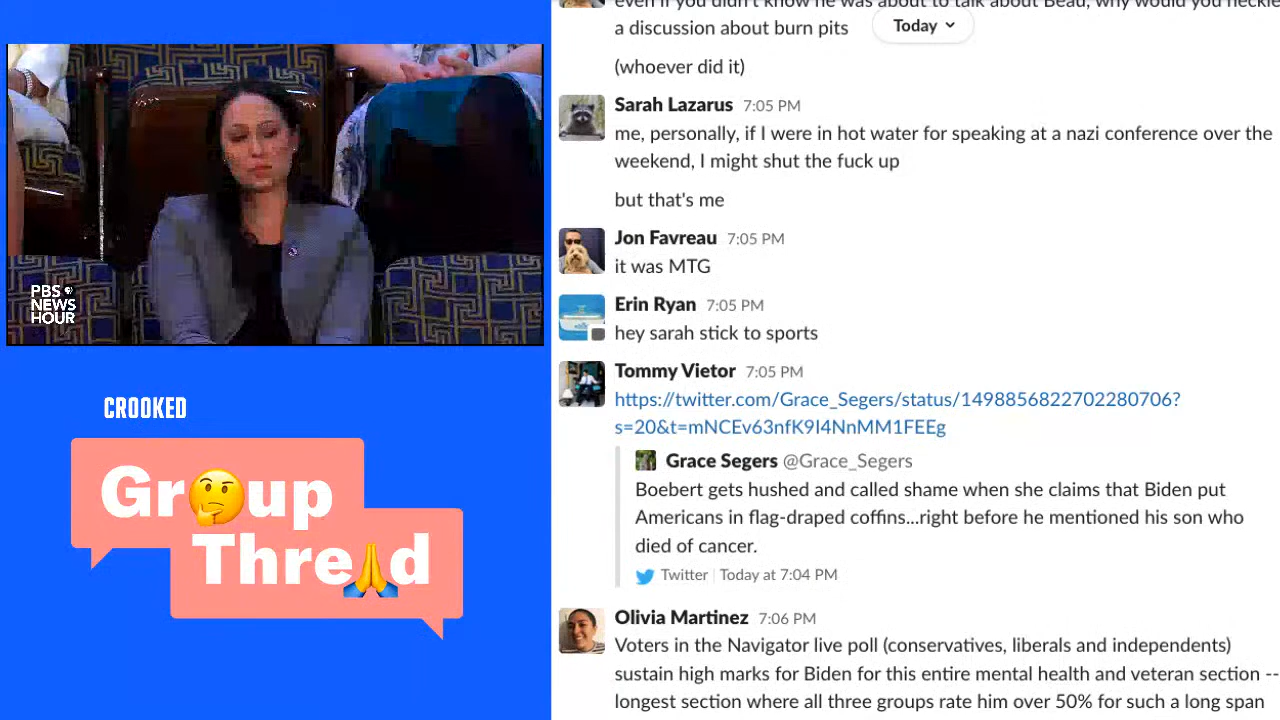 PBS
NEWS
HOUR
CROOKED
Gr🤔up
Thre🙏d
even if you didn't know he was about to talk about Beau, why would you heckle
a discussion about burn pits
Today
(whoever did it)
Sarah Lazarus 7:05 PM
me, personally, if I were in hot water for speaking at a nazi conference over the
weekend, I might shut the fuck up
but that's me
Jon Favreau 7:05 PM
it was MTG
Erin Ryan 7:05 PM
hey sarah stick to sports
Tommy Vietor 7:05 PM
https://twitter.com/Grace_Segers/status/1498856822702280706?
s=20&t=mNCEv63nfK9I4NnMM1FEEg
Grace Segers @Grace_Segers
Boebert gets hushed and called shame when she claims that Biden put
Americans in flag-draped coffins...right before he mentioned his son who
died of cancer.
Twitter | Today at 7:04 PM
Olivia Martinez 7:06 PM
Voters in the Navigator live poll (conservatives, liberals and independents)
sustain high marks for Biden for this entire mental health and veteran section --
longest section where all three groups rate him over 50% for such a long span